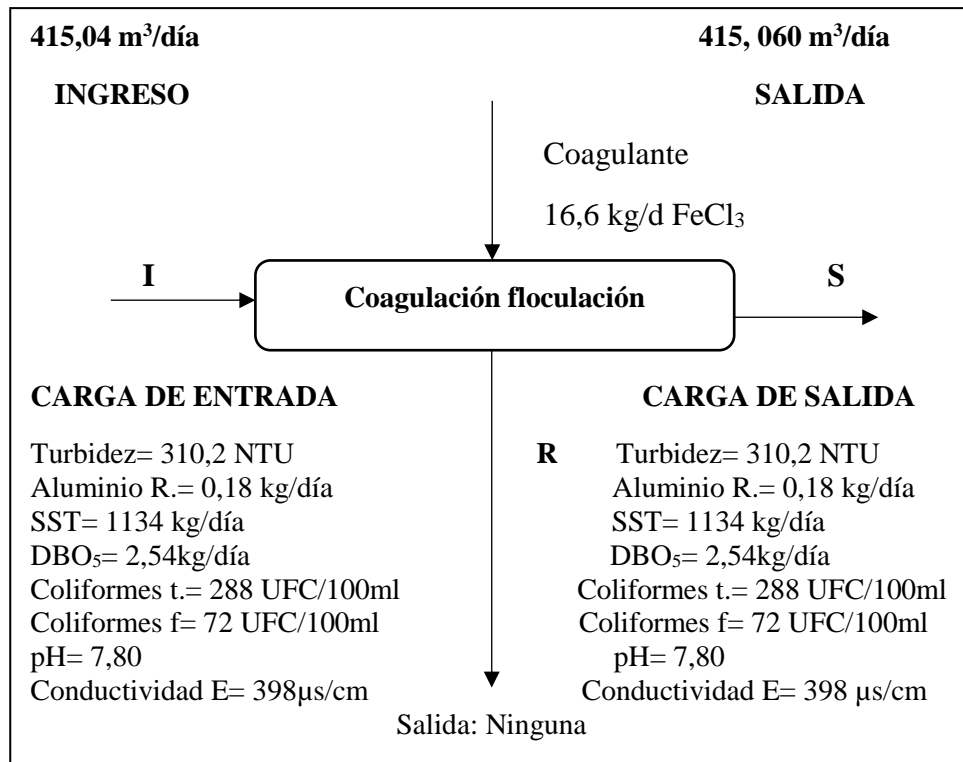 415,04 m³/día 415, 060 m³/día
INGRESO SALIDA
Coagulante
16,6 kg/d FeCl₃
I S
Coagulación floculación
CARGA DE ENTRADA CARGA DE SALIDA
Turbidez= 310,2 NTU R Turbidez= 310,2 NTU
Aluminio R.= 0,18 kg/día Aluminio R.= 0,18 kg/día
SST= 1134 kg/día SST= 1134 kg/día
DBO₅= 2,54kg/día DBO₅= 2,54kg/día
Coliformes t.= 288 UFC/100ml Coliformes t.= 288 UFC/100ml
Coliformes f= 72 UFC/100ml Coliformes f= 72 UFC/100ml
pH= 7,80 pH= 7,80
Conductividad E= 398µs/cm Conductividad E= 398 µs/cm
Salida: Ninguna